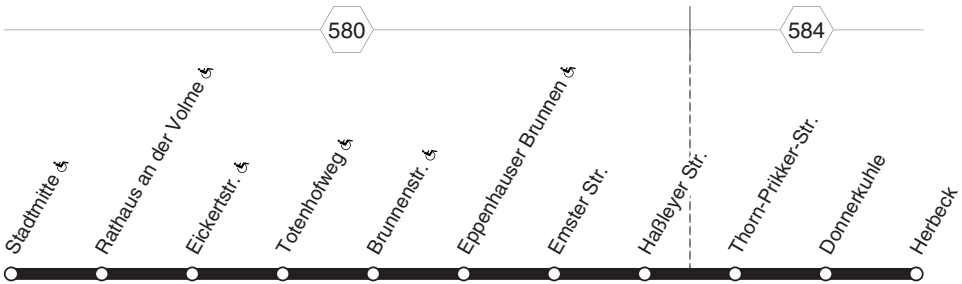 580
584
Stadtmitte
Rathaus an der Volme
Eickertstr.
Totenhofweg
Brunnenstr.
Eppenhauser Brunnen
Emster Str.
Haßleyer Str.
Thorn-Prikker-Str.
Donnerkuhle
Herbeck